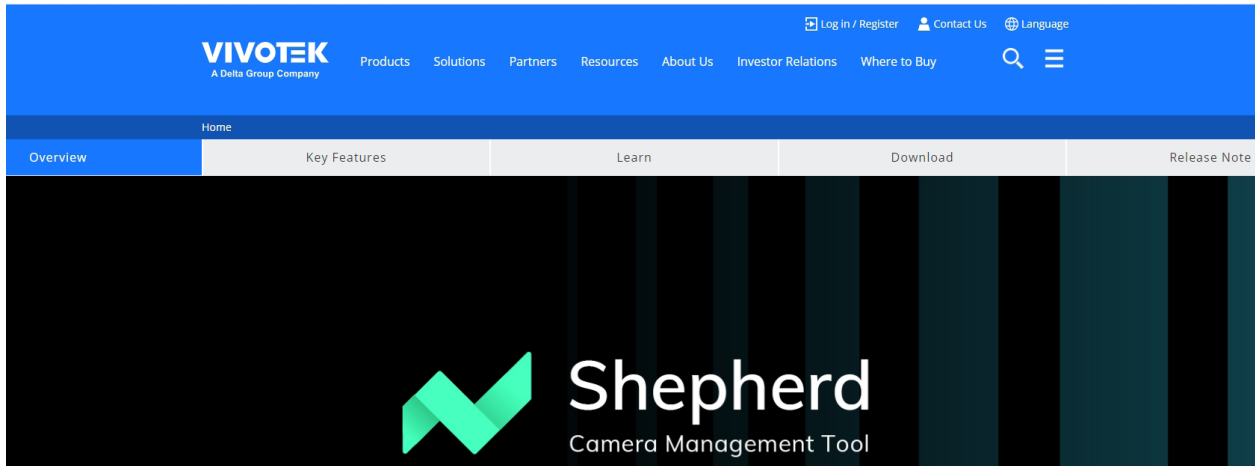 Log in / Register Contact Us Language
VIVOTEK
A Delta Group Company
Products Solutions Partners Resources About Us Investor Relations Where to Buy
Home
Overview Key Features Learn Download Release Note
Shepherd
Camera Management Tool